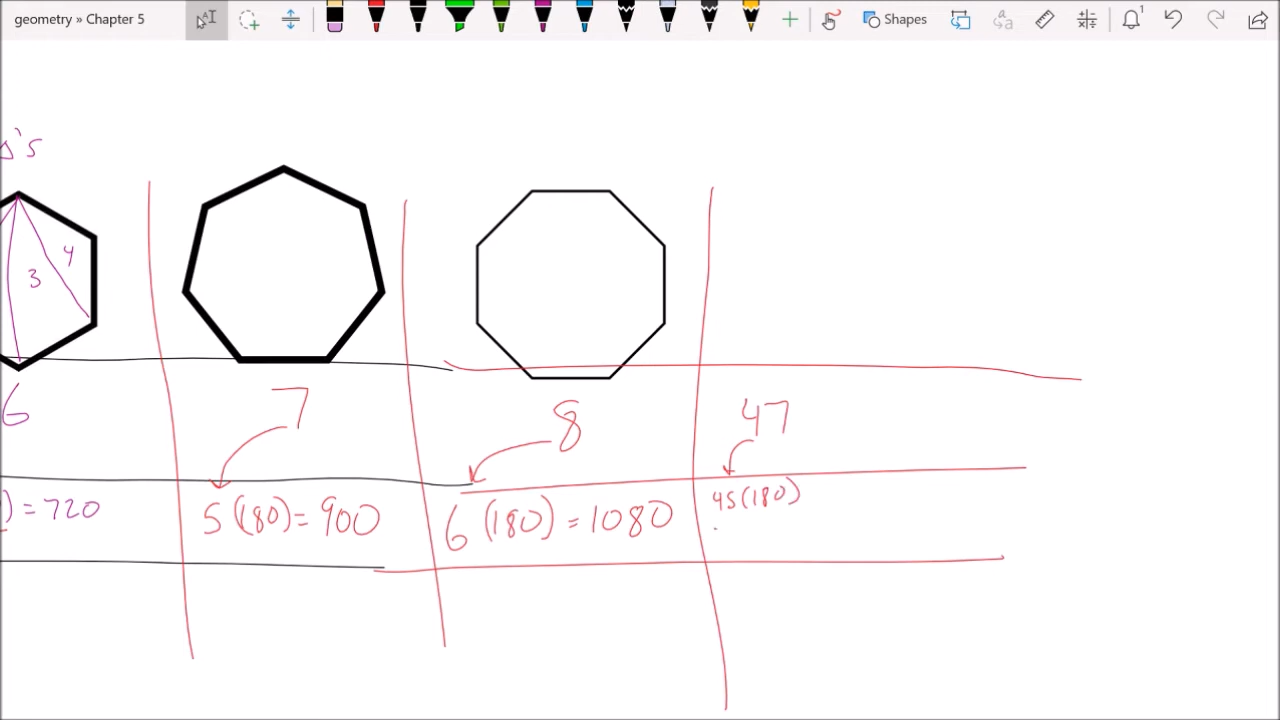 geometry » Chapter 5
Shapes
Δ's
3
4
6
7
8
47
) = 720
5 (180) = 900
6 (180) = 1080
45 (180)